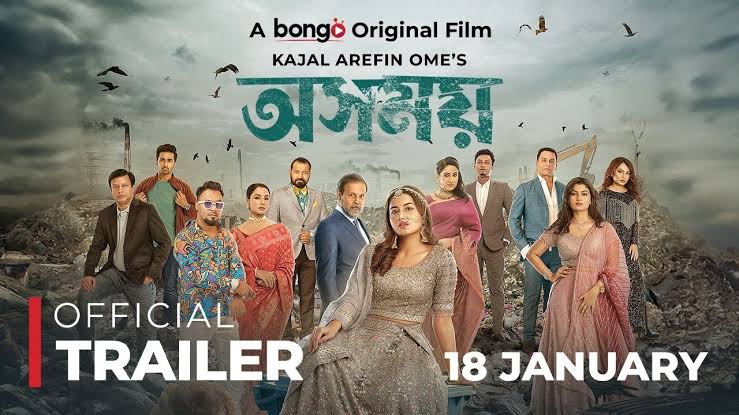 A bongo Original Film
KAJAL AREFIN OME'S
অসময়
OFFICIAL
TRAILER
18 JANUARY